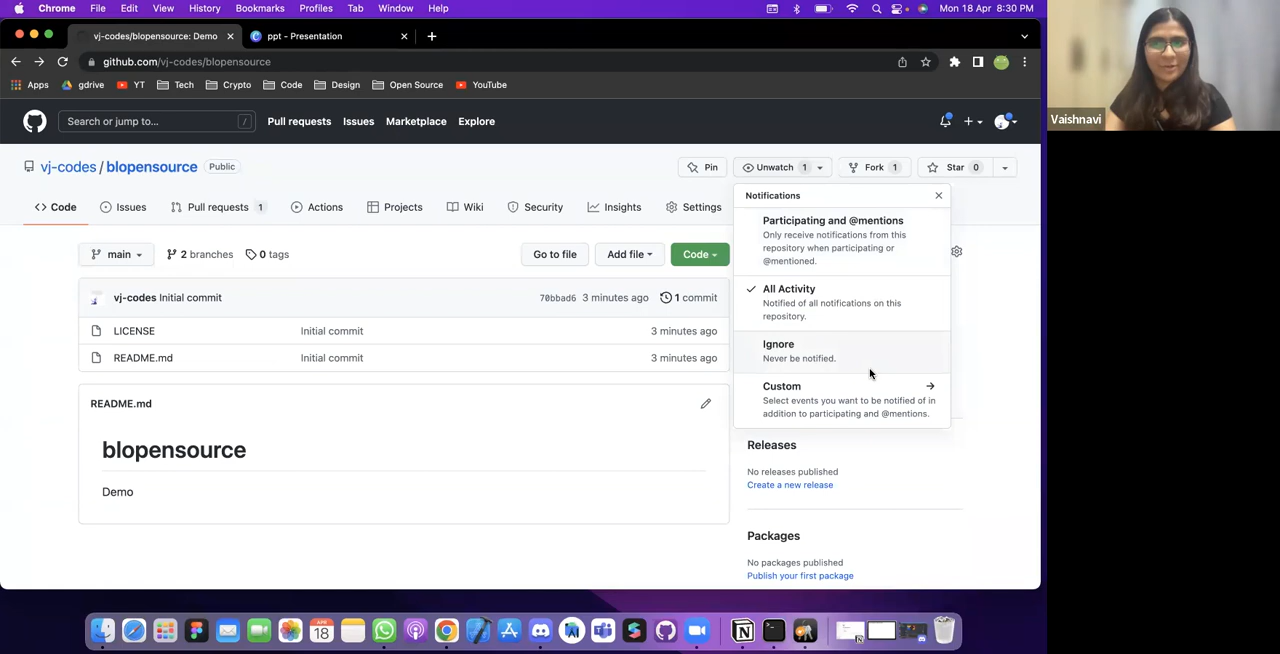 Chrome File Edit View History Bookmarks Profiles Tab Window Help Mon 18 Apr 8:30 PM
vj-codes/blopensource: Demo ppt - Presentation
github.com/vj-codes/blopensource
Apps gdrive YT Tech Crypto Code Design Open Source YouTube
Search or jump to... / Pull requests Issues Marketplace Explore
Vaishnavi
vj-codes / blopensource Public Pin Unwatch 1 Fork 1 Star 0
<> Code Issues Pull requests 1 Actions Projects Wiki Security Insights Settings
Notifications
Participating and @mentions
Only receive notifications from this
repository when participating or
@mentioned.
All Activity
Notified of all notifications on this
repository.
Ignore
Never be notified.
Custom
Select events you want to be notified of in
addition to participating and @mentions.
main 2 branches 0 tags Go to file Add file Code
vj-codes Initial commit 70bbad6 3 minutes ago 1 commit
LICENSE Initial commit 3 minutes ago
README.md Initial commit 3 minutes ago
README.md
blopensource
Demo
Releases
No releases published
Create a new release
Packages
No packages published
Publish your first package
APR
18